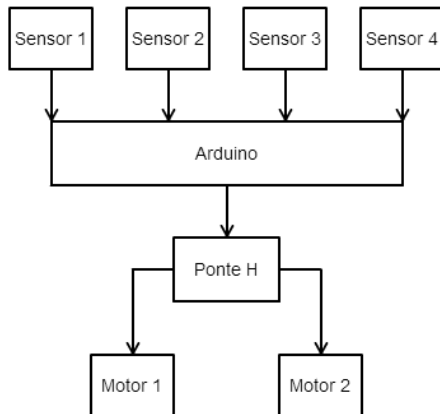 Sensor 1
Sensor 2
Sensor 3
Sensor 4
Arduino
Ponte H
Motor 1
Motor 2